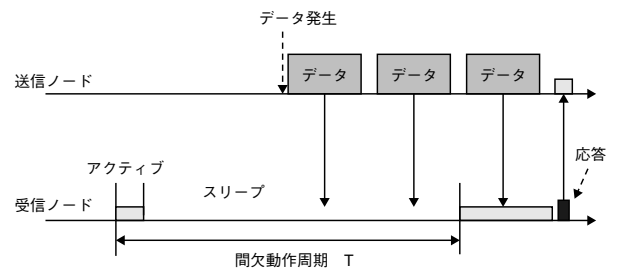 データ発生
送信ノード
データ
データ
データ
アクティブ
スリープ
応答
受信ノード
間欠動作周期　T